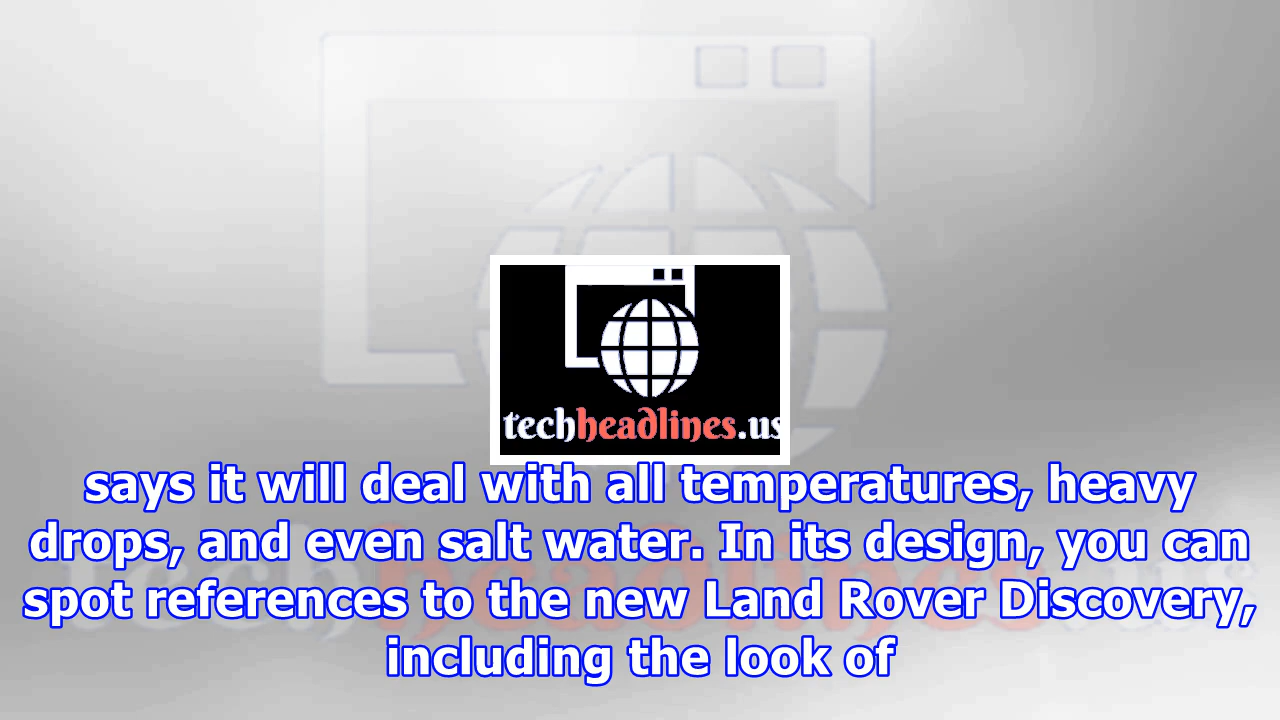 techheadlines.us
says it will deal with all temperatures, heavy
drops, and even salt water. In its design, you can
spot references to the new Land Rover Discovery,
including the look of